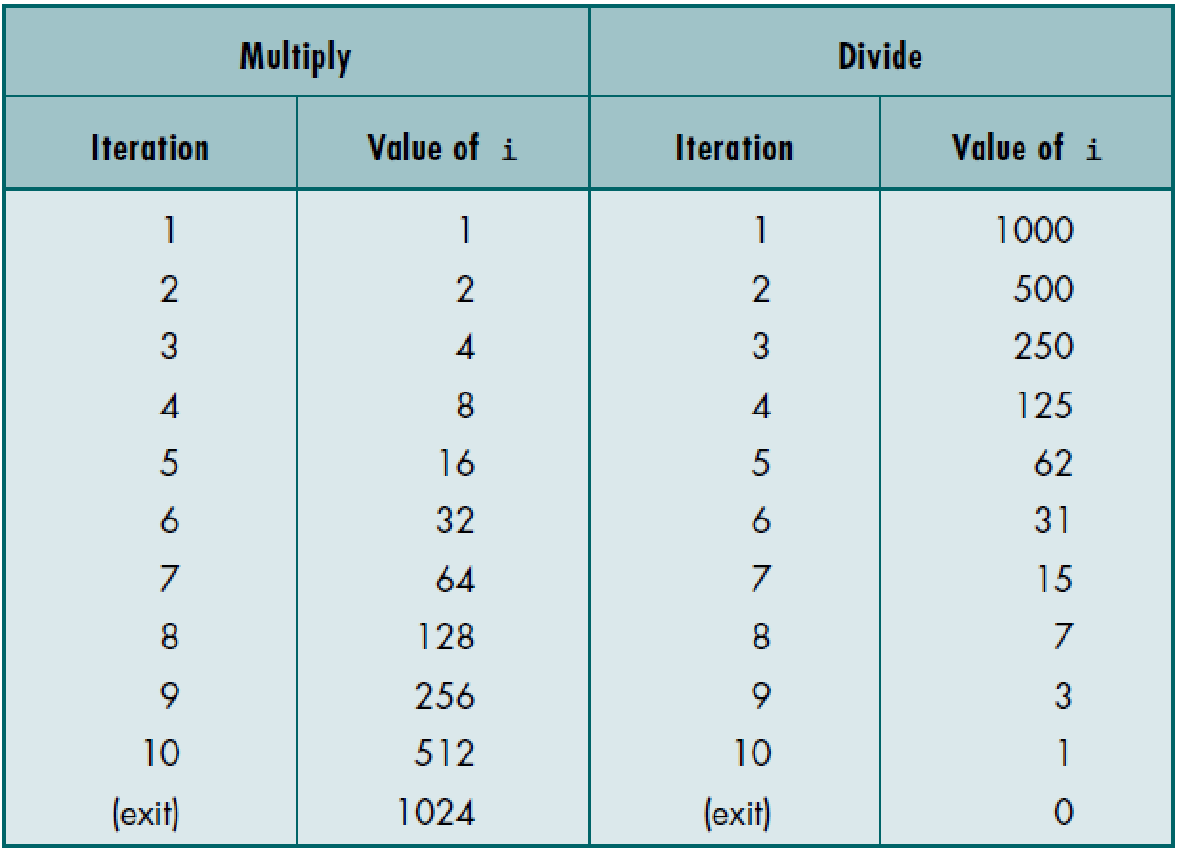 Multiply Divide
Iteration Value of i Iteration Value of i
1 1 1 1000
2 2 2 500
3 4 3 250
4 8 4 125
5 16 5 62
6 32 6 31
7 64 7 15
8 128 8 7
9 256 9 3
10 512 10 1
(exit) 1024 (exit) 0